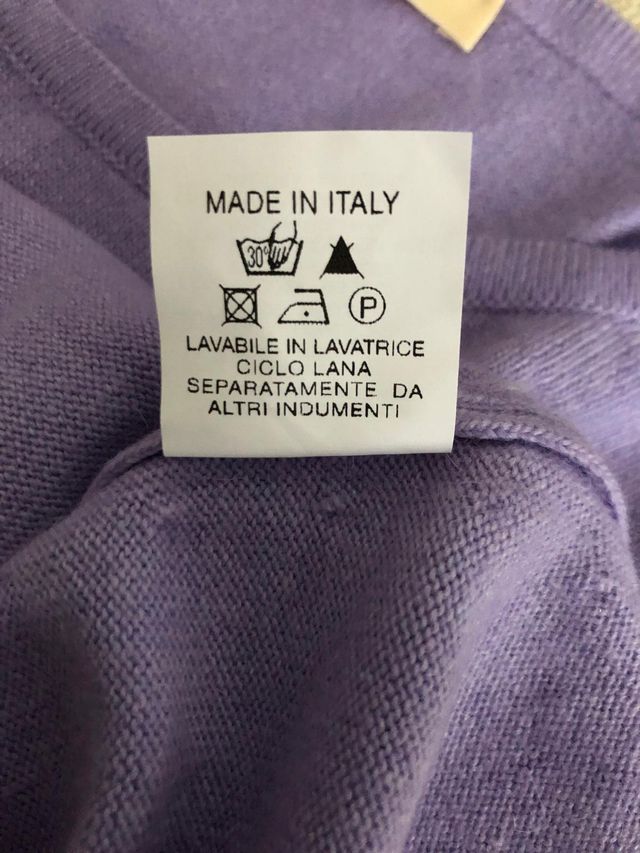 MADE IN ITALY
30°
P
LAVABILE IN LAVATRICE
CICLO LANA
SEPARATAMENTE DA
ALTRI INDUMENTI